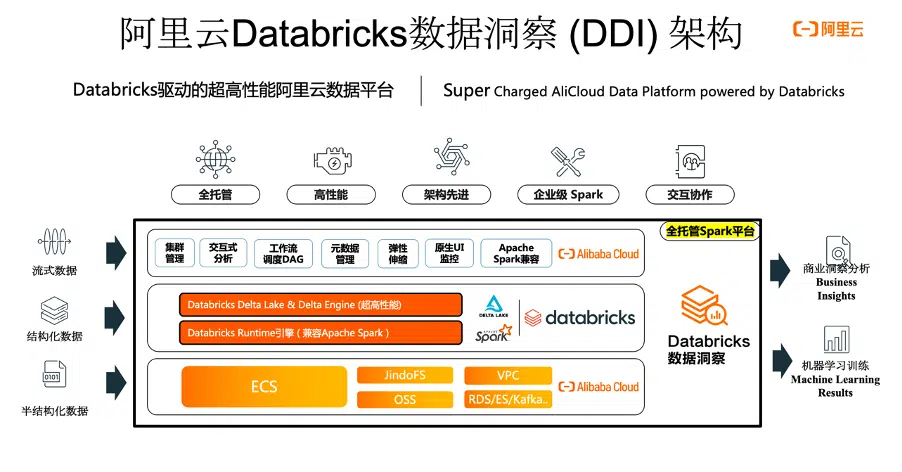 阿里云Databricks数据洞察 (DDI) 架构
阿里云
Databricks驱动的超高性能阿里云数据平台
Super Charged AliCloud Data Platform powered by Databricks
全托管
高性能
架构先进
企业级 Spark
交互协作
流式数据
结构化数据
0101
半结构化数据
全托管Spark平台
集群
管理
交互式
分析
工作流
调度DAG
元数据
管理
弹性
伸缩
原生UI
监控
Apache
Spark兼容
Alibaba Cloud
Databricks Delta Lake & Delta Engine (超高性能)
Databricks Runtime引擎（兼容Apache Spark）
DELTA LAKE
APACHE
Spark
databricks
ECS
JindoFS
VPC
OSS
RDS/ES/Kafka..
Alibaba Cloud
Databricks
数据洞察
商业洞察分析
Business
Insights
机器学习训练
Machine Learning
Results